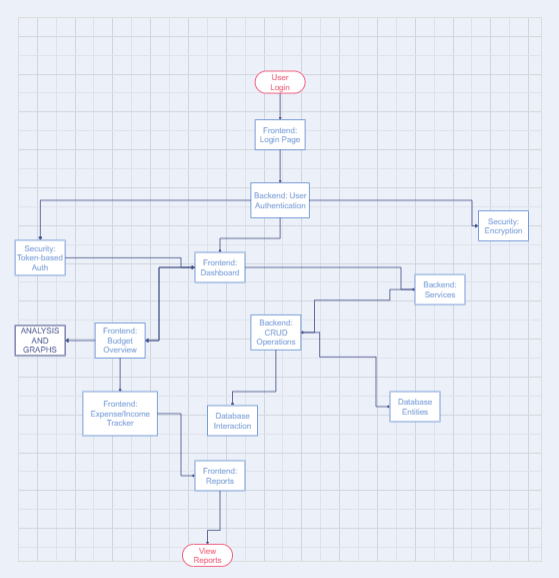 User
Login
Frontend:
Login Page
Backend: User
Authentication
Security:
Encryption
Security:
Token-based
Auth
Frontend:
Dashboard
Backend:
Services
ANALYSIS
AND
GRAPHS
Frontend:
Budget
Overview
Backend:
CRUD
Operations
Frontend:
Expense/Income
Tracker
Database
Interaction
Database
Entities
Frontend:
Reports
View
Reports